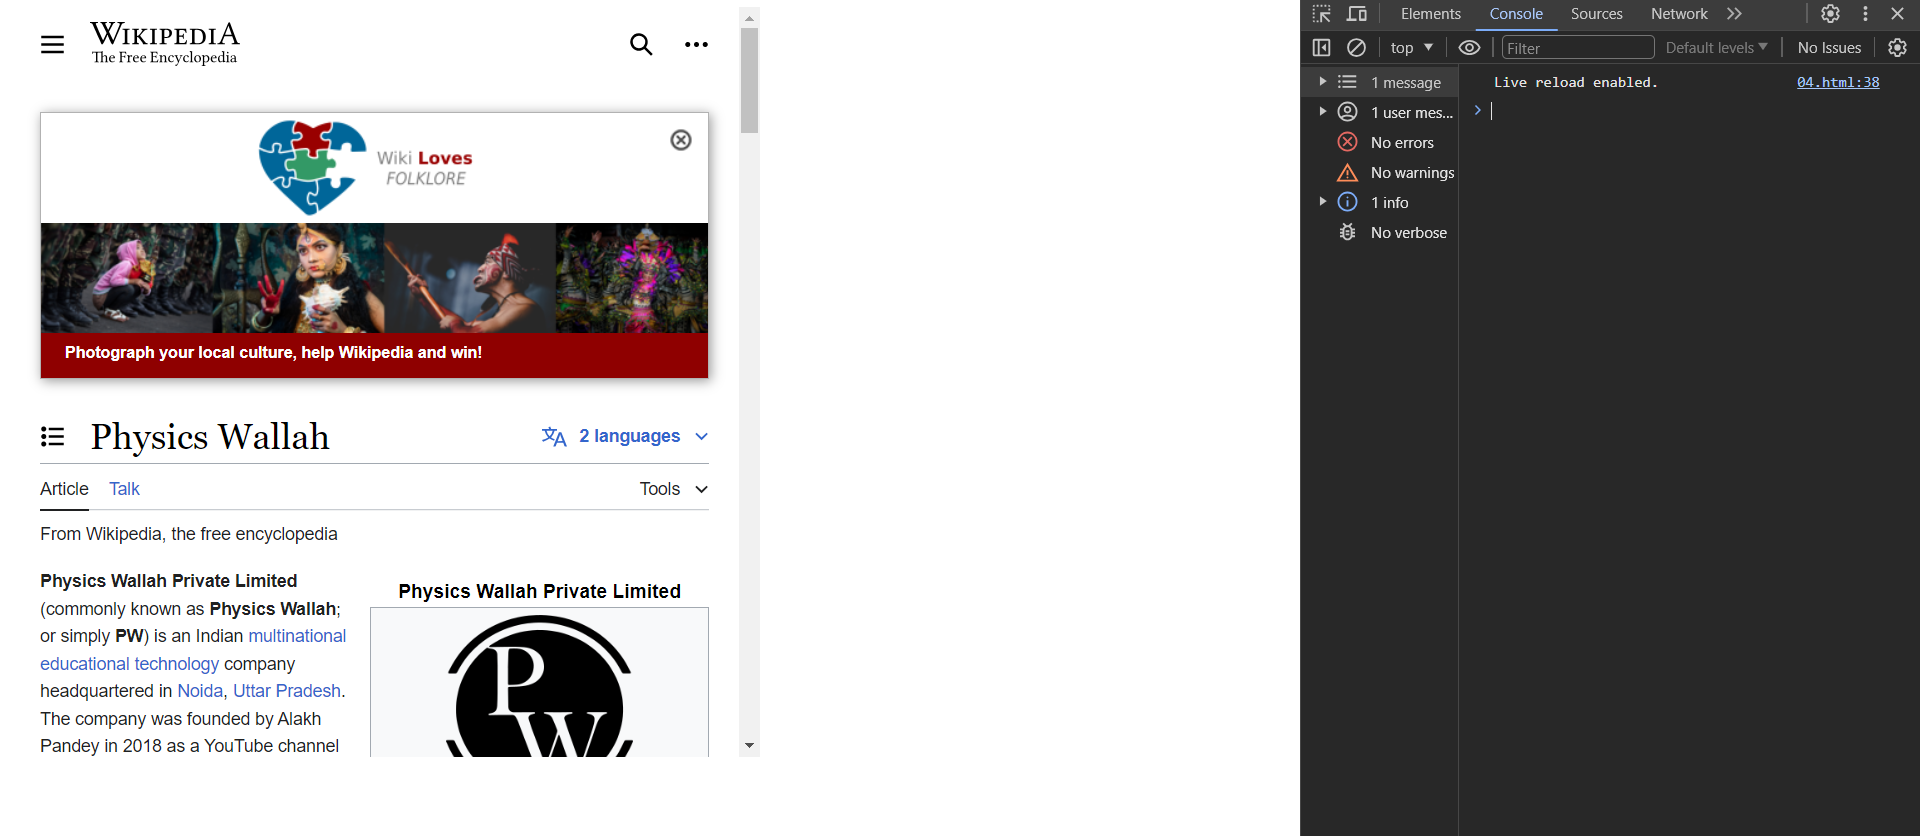 WIKIPEDIA
The Free Encyclopedia
Wiki Loves
FOLKLORE
Photograph your local culture, help Wikipedia and win!
Physics Wallah
2 languages
Article Talk Tools
From Wikipedia, the free encyclopedia
Physics Wallah Private Limited
(commonly known as Physics Wallah;
or simply PW) is an Indian multinational
educational technology company
headquartered in Noida, Uttar Pradesh.
The company was founded by Alakh
Pandey in 2018 as a YouTube channel
Physics Wallah Private Limited
PW
Elements Console Sources Network
top Filter Default levels No Issues
1 message
1 user mes...
No errors
No warnings
1 info
No verbose
Live reload enabled. 04.html:38